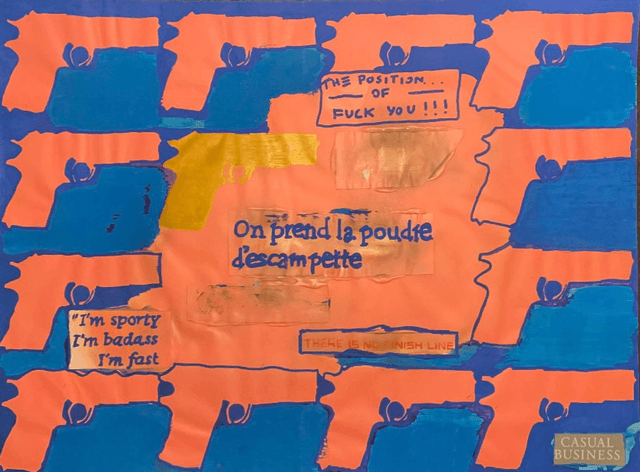 THE POSITION...
OF
FUCK YOU!!!
On prend la poudre
d'escampette
"I'm sporty
I'm badass
I'm fast
THERE IS NO FINISH LINE
CASUAL
BUSINESS